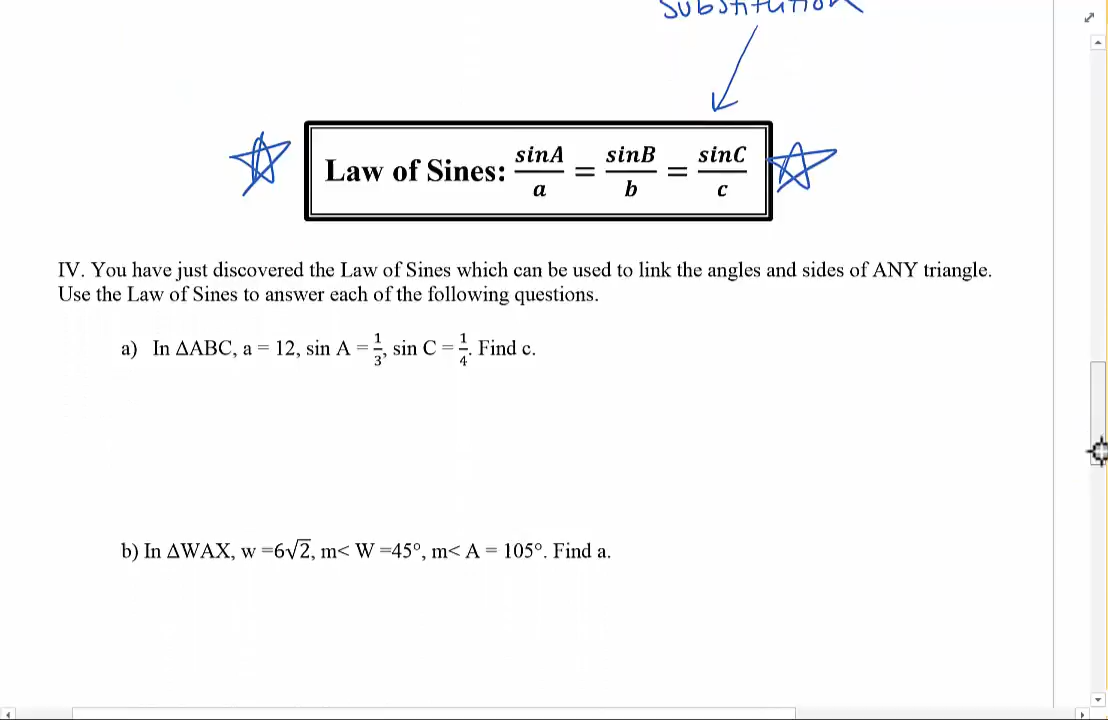 Substitution
Law of Sines: sinA/a = sinB/b = sinC/c
IV. You have just discovered the Law of Sines which can be used to link the angles and sides of ANY triangle.
Use the Law of Sines to answer each of the following questions.
a) In ΔABC, a = 12, sin A = 1/3, sin C = 1/4. Find c.
b) In ΔWAX, w =6√2, m< W =45°, m< A = 105°. Find a.